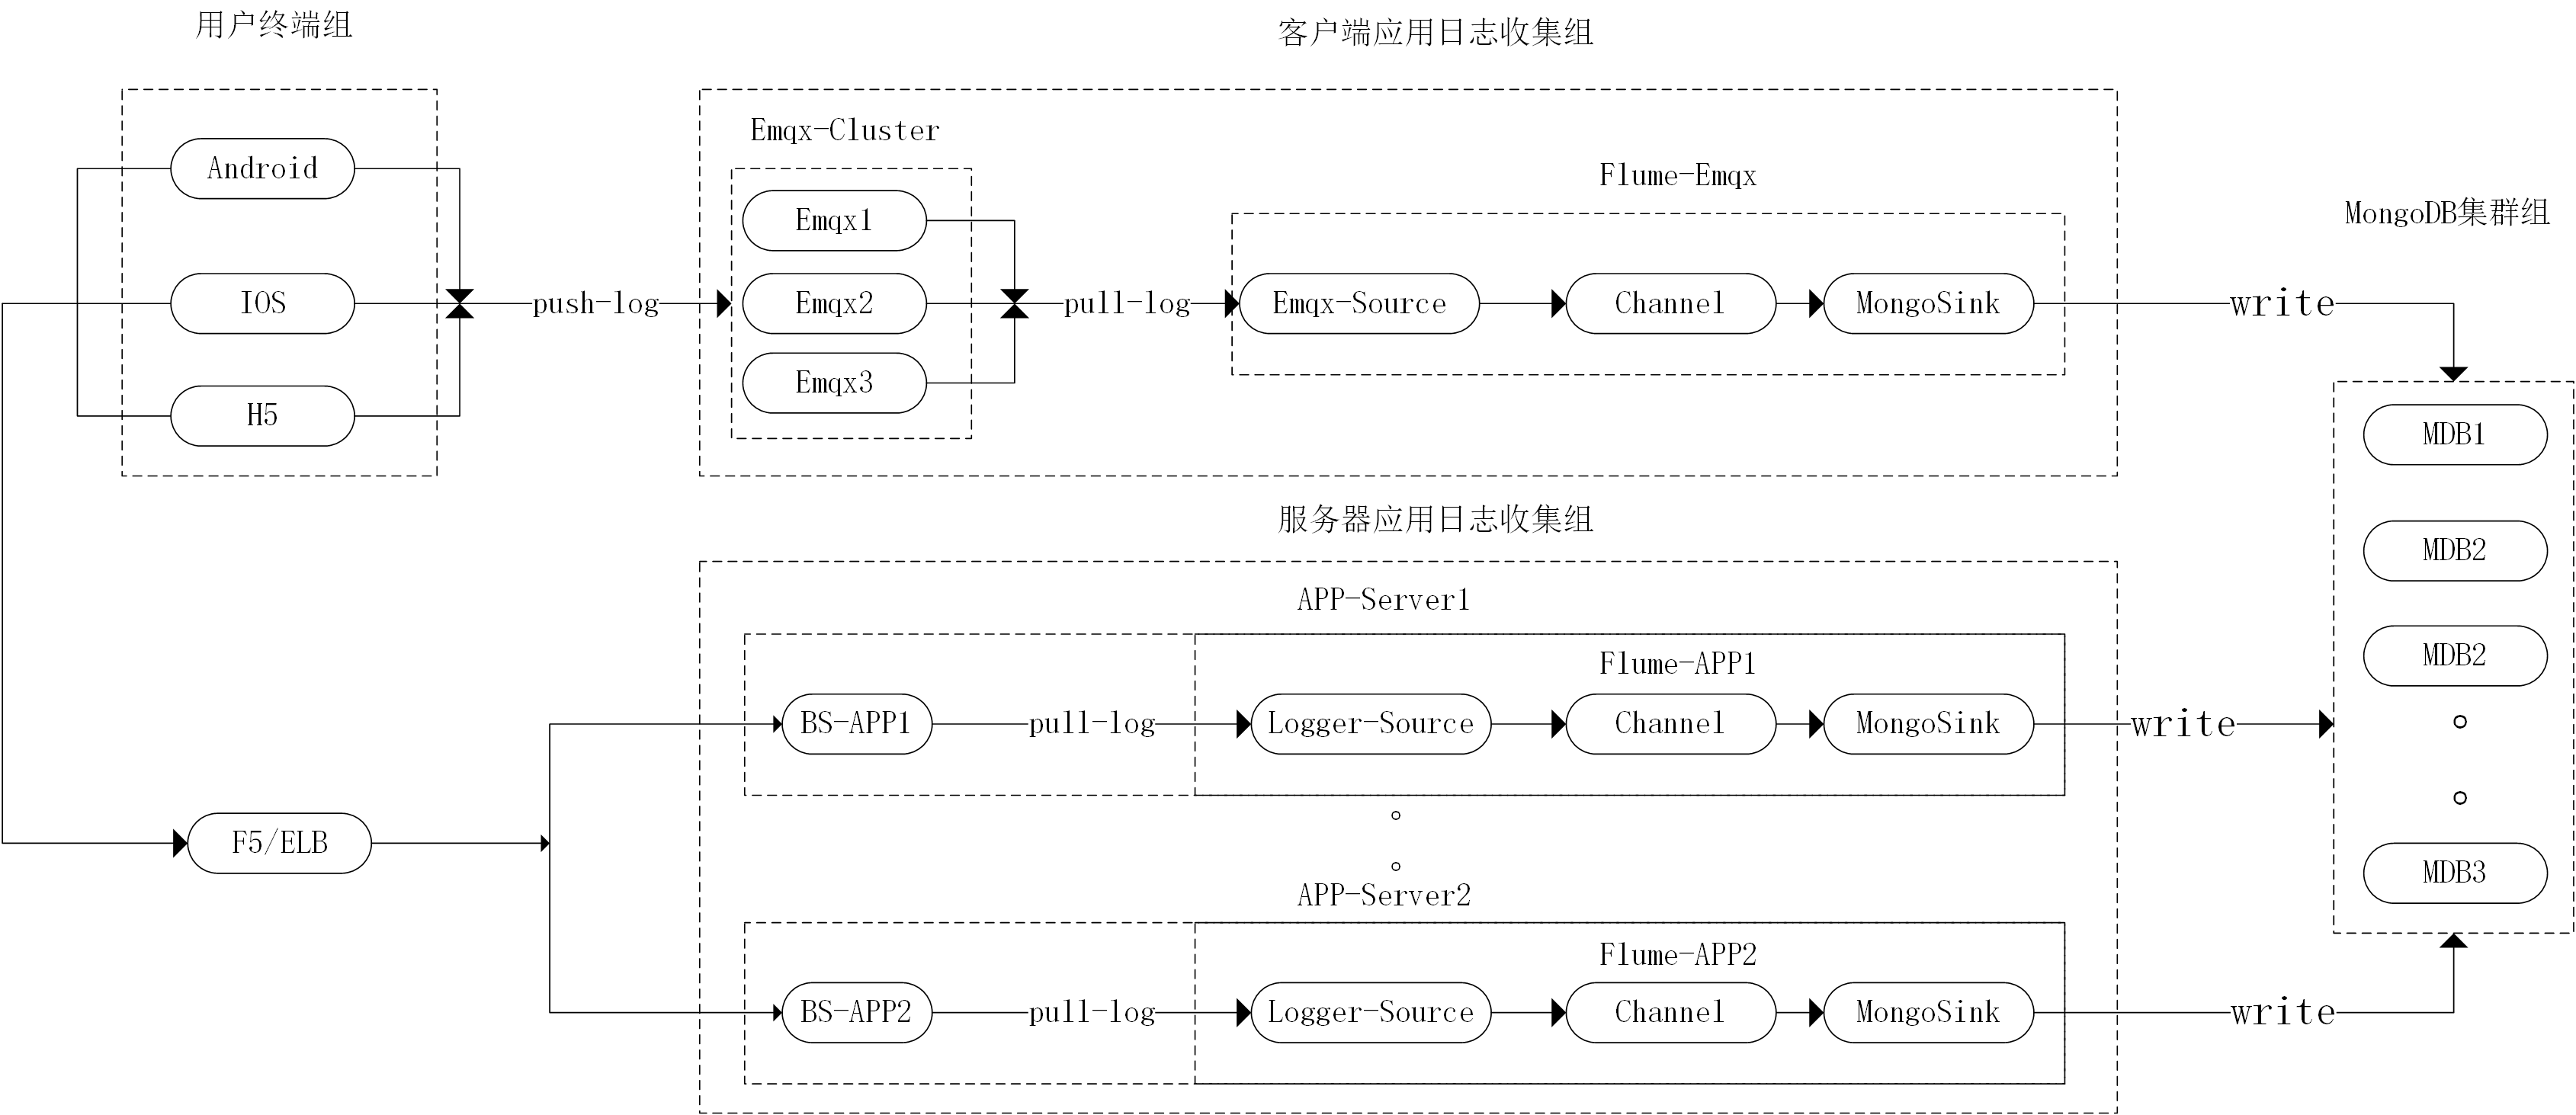 用户终端组
客户端应用日志收集组
Android
IOS
H5
push-log
Emqx-Cluster
Emqx1
Emqx2
Emqx3
pull-log
Flume-Emqx
Emqx-Source
Channel
MongoSink
write
MongoDB集群组
MDB1
MDB2
MDB2
MDB3
服务器应用日志收集组
APP-Server1
Flume-APP1
BS-APP1
pull-log
Logger-Source
Channel
MongoSink
write
F5/ELB
APP-Server2
Flume-APP2
BS-APP2
pull-log
Logger-Source
Channel
MongoSink
write